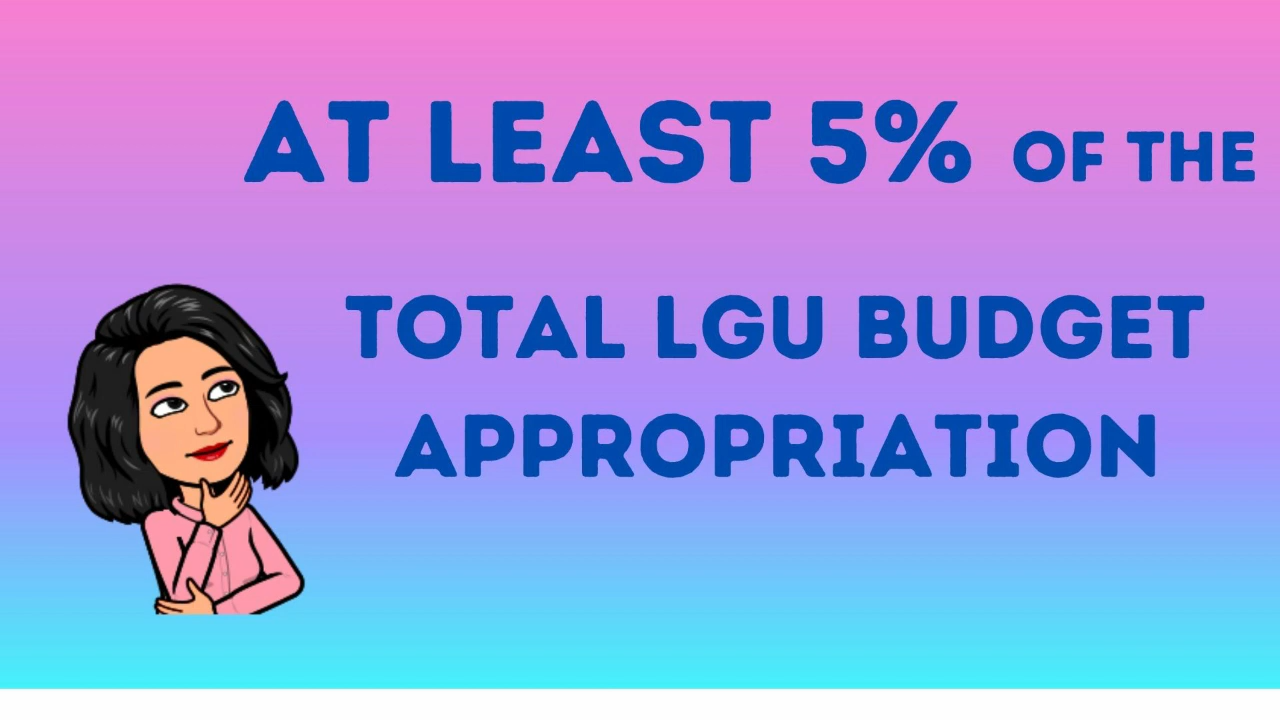 AT LEAST 5% OF THE
TOTAL LGU BUDGET
APPROPRIATION